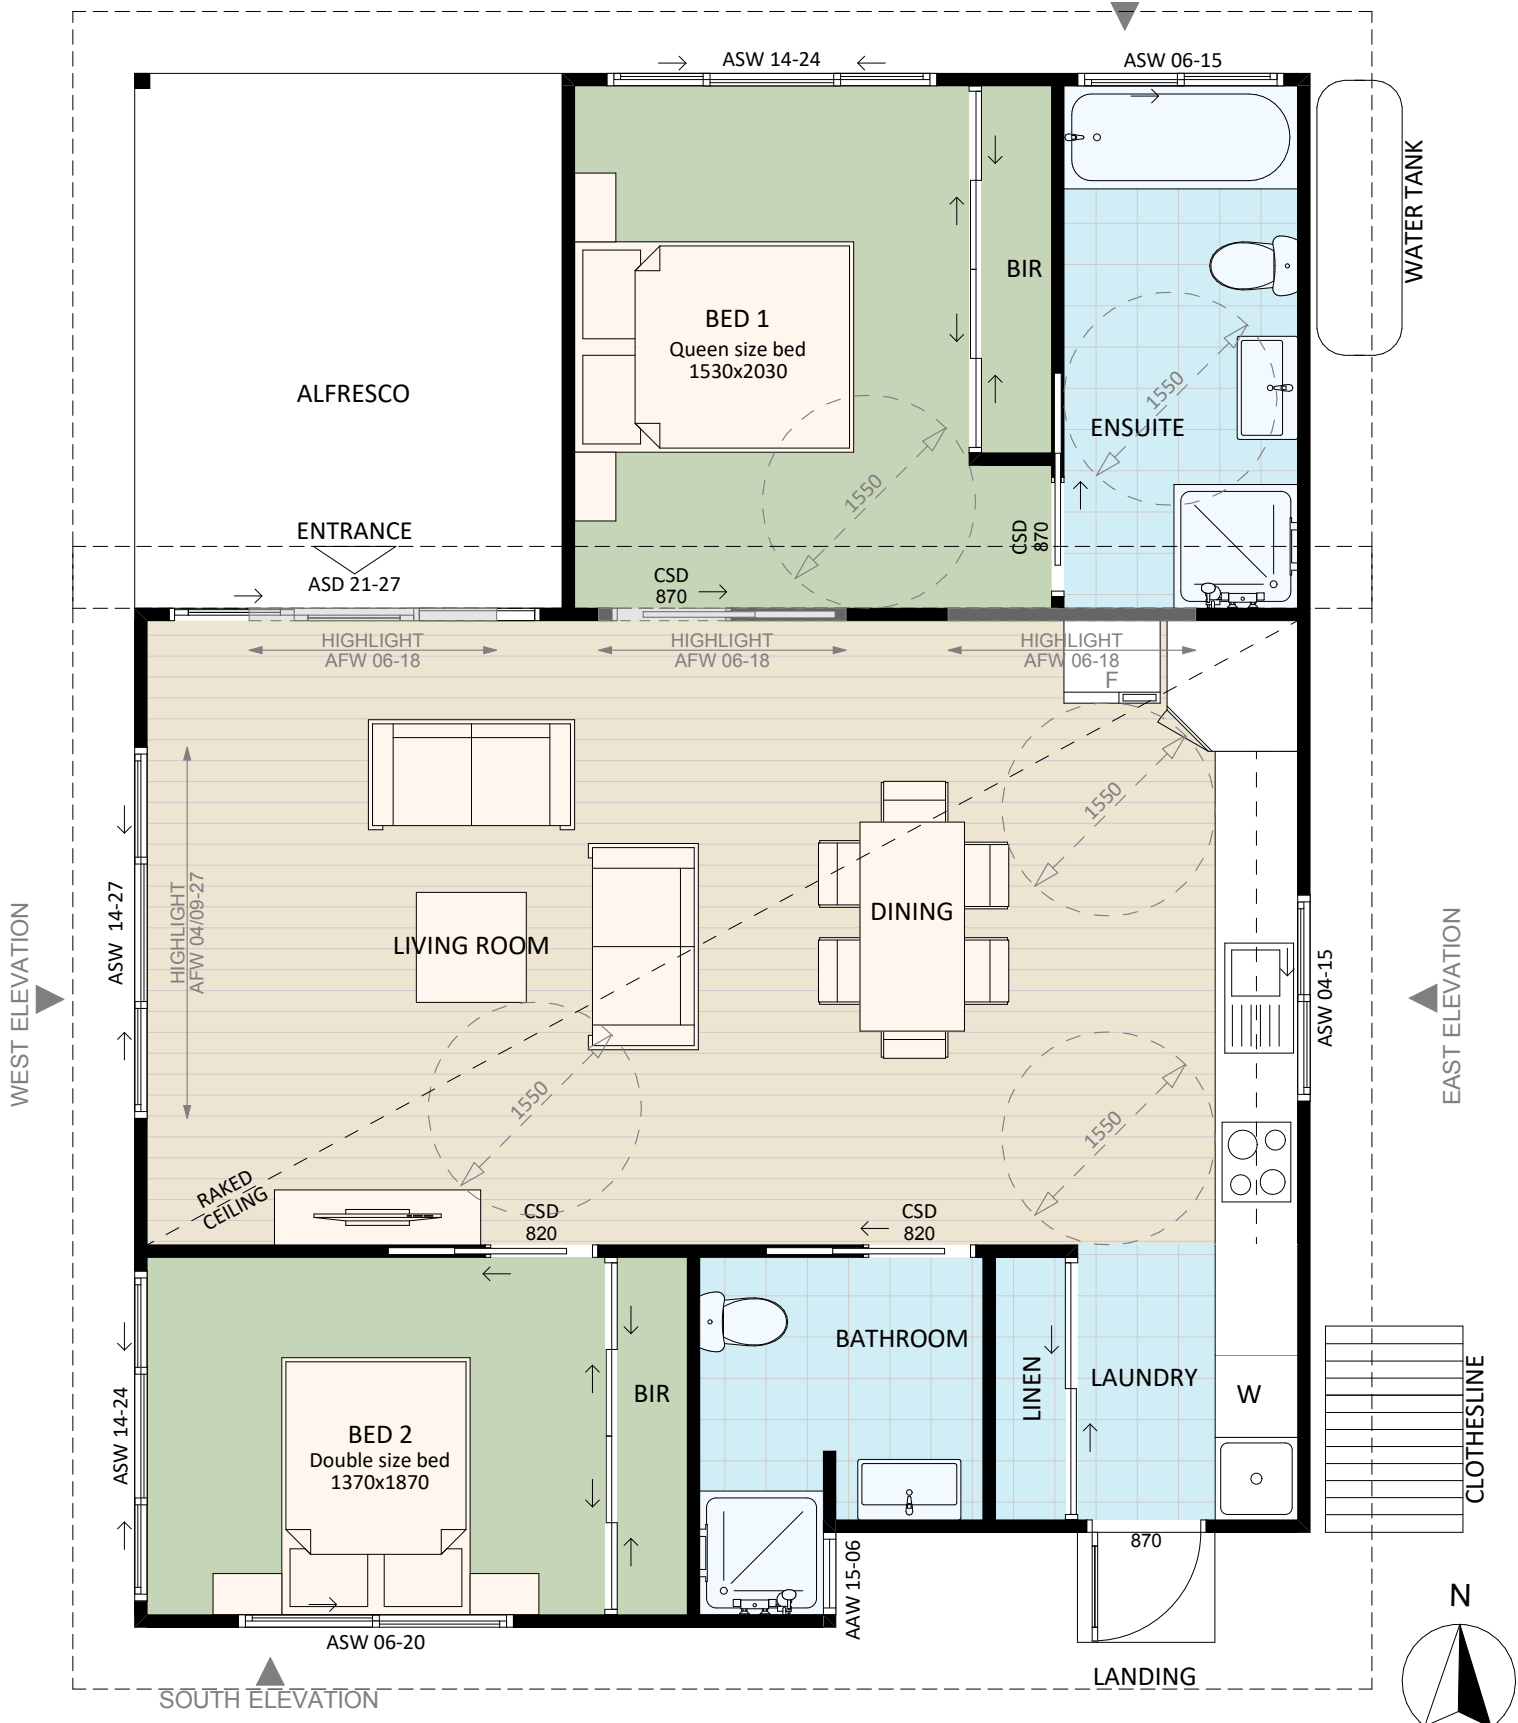 ASW 14-24
ASW 06-15
WATER TANK
BIR
BED 1
Queen size bed
1530x2030
ALFRESCO
1550
ENSUITE
1550
ENTRANCE
CSD
870
ASD 21-27
CSD
870
HIGHLIGHT
AFW 06-18
HIGHLIGHT
AFW 06-18
HIGHLIGHT
AFW 06-18
F
1550
ASW 14-27
HIGHLIGHT
AFW 04/09-27
LIVING ROOM
DINING
WEST ELEVATION
EAST ELEVATION
ASW 04-15
1550
1550
RAKED
CEILING
CSD
820
CSD
820
BATHROOM
LINEN
LAUNDRY
W
BIR
ASW 14-24
BED 2
Double size bed
1370x1870
CLOTHESLINE
870
AAW 15-06
ASW 06-20
SOUTH ELEVATION
LANDING
N